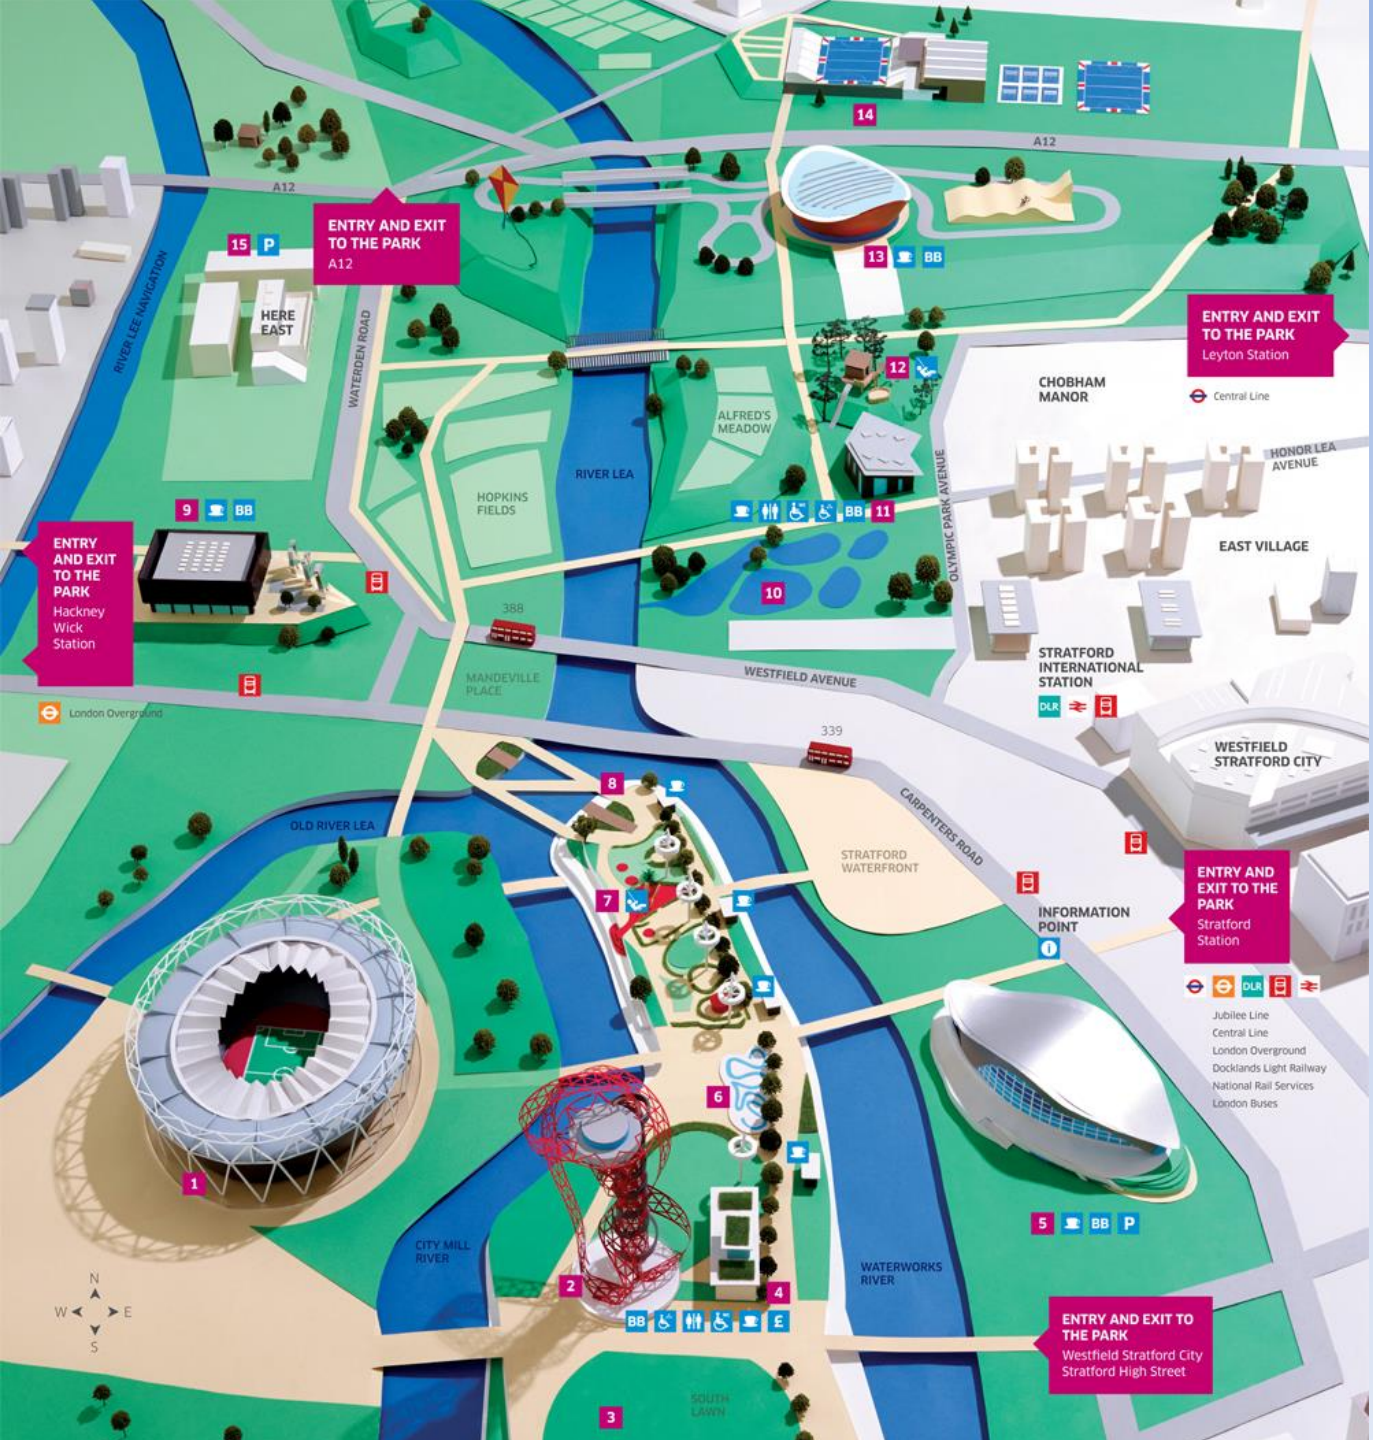 14
A12
A12
ENTRY AND EXIT
TO THE PARK
A12
15 P
13 BB
HERE
EAST
RIVER LEE NAVIGATION
WATERDEN ROAD
ENTRY AND EXIT
TO THE PARK
Leyton Station
Central Line
12
CHOBHAM
MANOR
ALFRED'S
MEADOW
HONOR LEA
AVENUE
RIVER LEA
HOPKINS
FIELDS
OLYMPIC PARK AVENUE
9 BB
BB 11
ENTRY
AND EXIT
TO THE
PARK
Hackney
Wick
Station
London Overground
EAST VILLAGE
10
388
STRATFORD
INTERNATIONAL
STATION
DLR
MANDEVILLE
PLACE
WESTFIELD AVENUE
339
WESTFIELD
STRATFORD CITY
8
CARPENTERS ROAD
OLD RIVER LEA
STRATFORD
WATERFRONT
7
INFORMATION
POINT
i
ENTRY AND
EXIT TO THE
PARK
Stratford
Station
DLR
Jubilee Line
Central Line
London Overground
Docklands Light Railway
National Rail Services
London Buses
6
1
5 BB P
CITY MILL
RIVER
WATERWORKS
RIVER
2
4
BB £
N
W E
S
ENTRY AND EXIT TO
THE PARK
Westfield Stratford City
Stratford High Street
SOUTH
LAWN
3